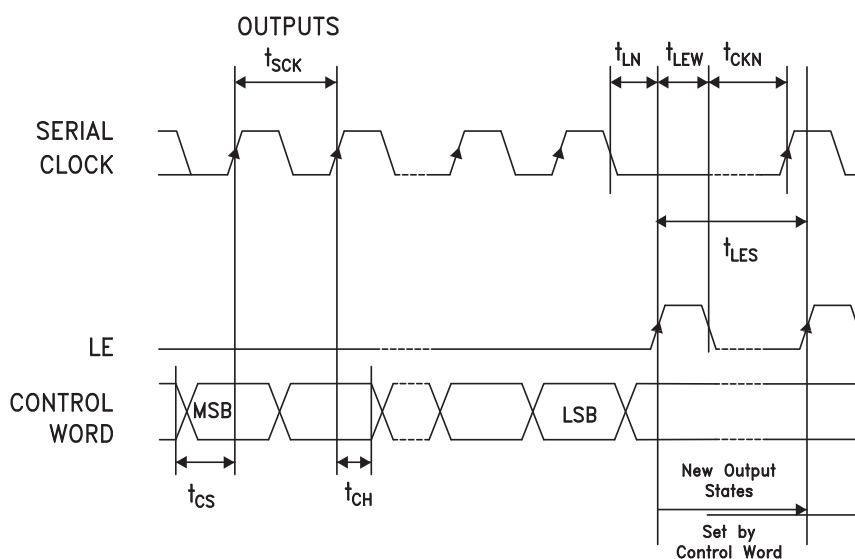 OUTPUTS
tSCK
tLN
tLEW
tCKN
SERIAL
CLOCK
tLES
LE
CONTROL
WORD
MSB
LSB
tCS
tCH
New Output
States
Set by
Control Word